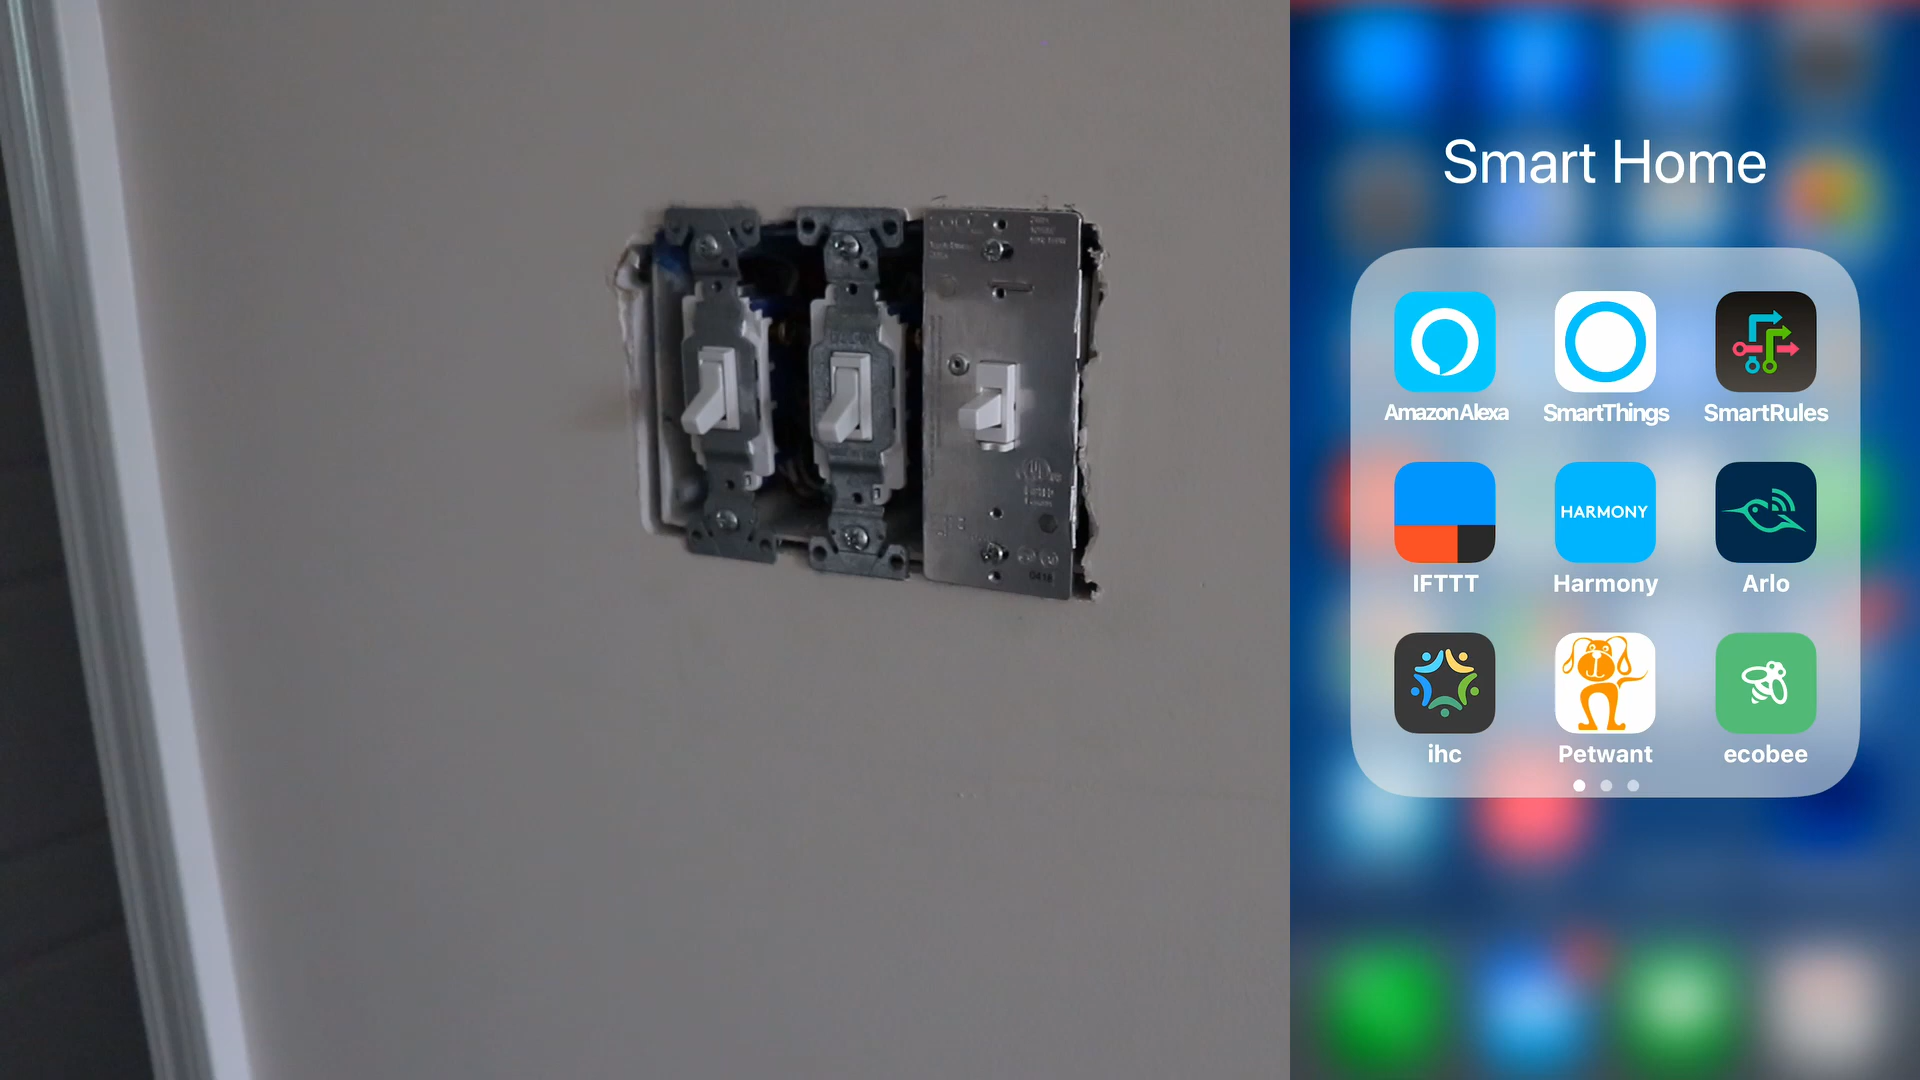 Smart Home
Amazon Alexa
SmartThings
SmartRules
HARMONY
IFTTT
Harmony
Arlo
ihc
Petwant
ecobee